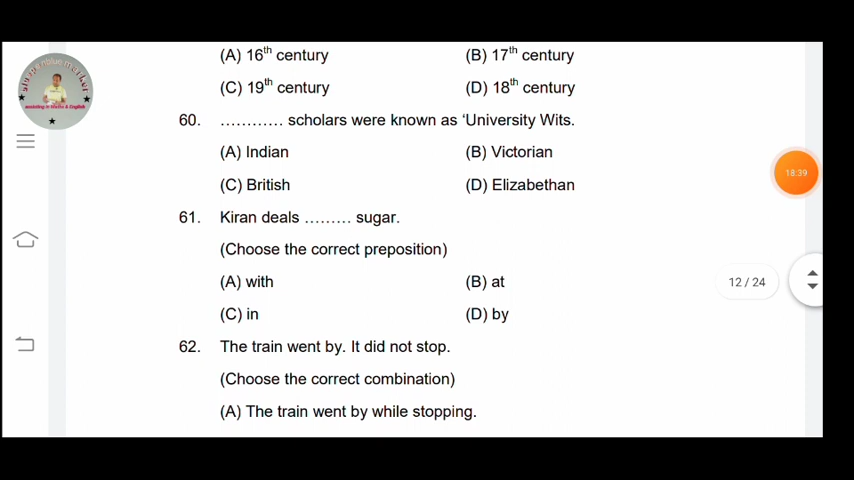 (A) 16th century (B) 17th century
(C) 19th century (D) 18th century
60. ………… scholars were known as ‘University Wits.
(A) Indian (B) Victorian
(C) British (D) Elizabethan
61. Kiran deals ……… sugar.
(Choose the correct preposition)
(A) with (B) at
(C) in (D) by
62. The train went by. It did not stop.
(Choose the correct combination)
(A) The train went by while stopping.
18:39
12 / 24